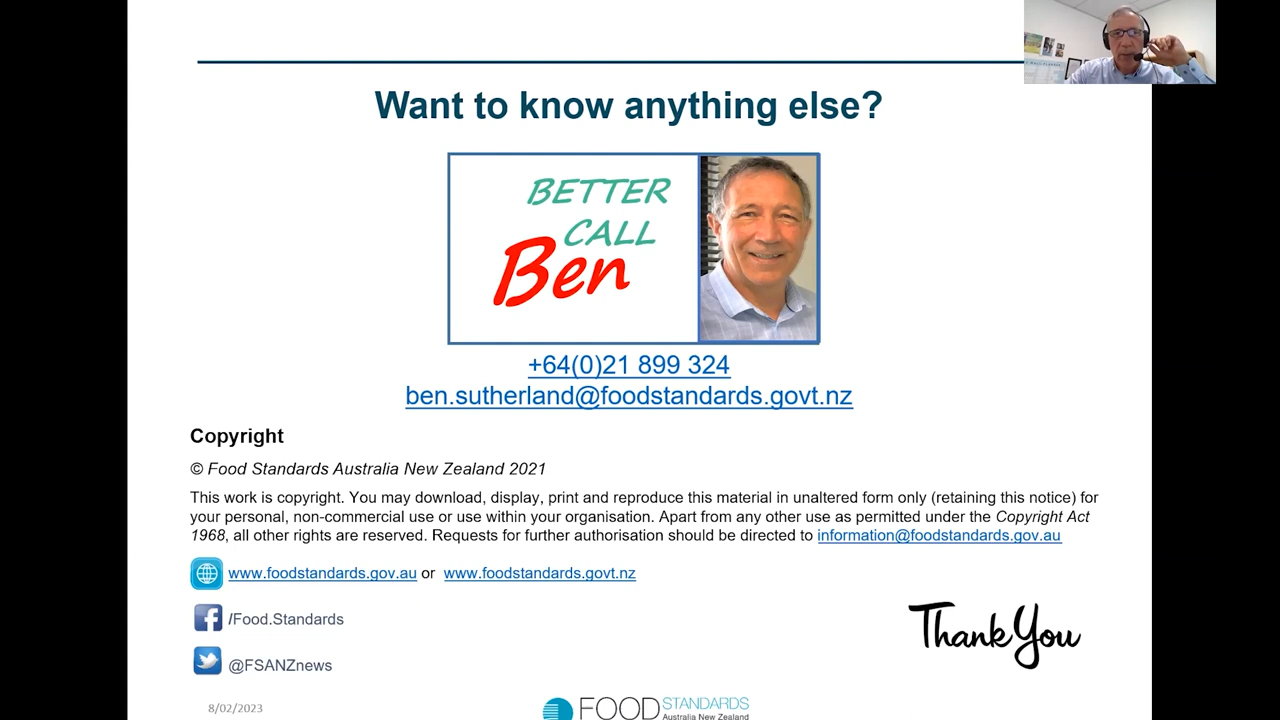 Want to know anything else?
BETTER
CALL
Ben
+64(0)21 899 324
ben.sutherland@foodstandards.govt.nz
Copyright
© Food Standards Australia New Zealand 2021
This work is copyright. You may download, display, print and reproduce this material in unaltered form only (retaining this notice) for
your personal, non-commercial use or use within your organisation. Apart from any other use as permitted under the Copyright Act
1968, all other rights are reserved. Requests for further authorisation should be directed to information@foodstandards.gov.au
www.foodstandards.gov.au or www.foodstandards.govt.nz
/Food.Standards
@FSANZnews
Thank You
8/02/2023
FOOD STANDARDS
Australia New Zealand